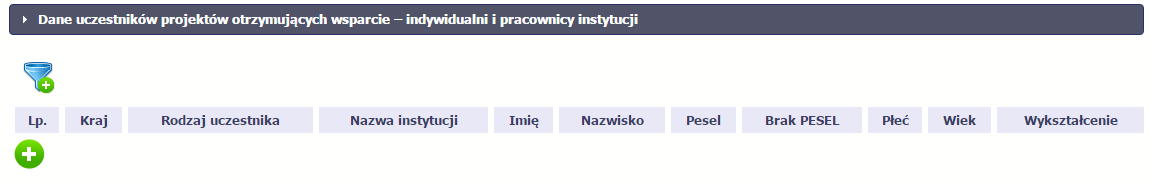 Dane uczestników projektów otrzymujących wsparcie – indywidualni i pracownicy instytucji
Lp. Kraj Rodzaj uczestnika Nazwa instytucji Imię Nazwisko Pesel Brak PESEL Płeć Wiek Wykształcenie